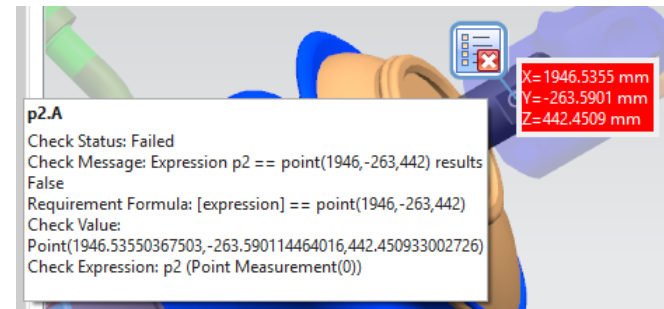 X=1946.5355 mm
Y=-263.5901 mm
Z=442.4509 mm
p2.A
Check Status: Failed
Check Message: Expression p2 == point(1946,-263,442) results
False
Requirement Formula: [expression] == point(1946,-263,442)
Check Value:
Point(1946.53550367503,-263.590114464016,442.450933002726)
Check Expression: p2 (Point Measurement(0))